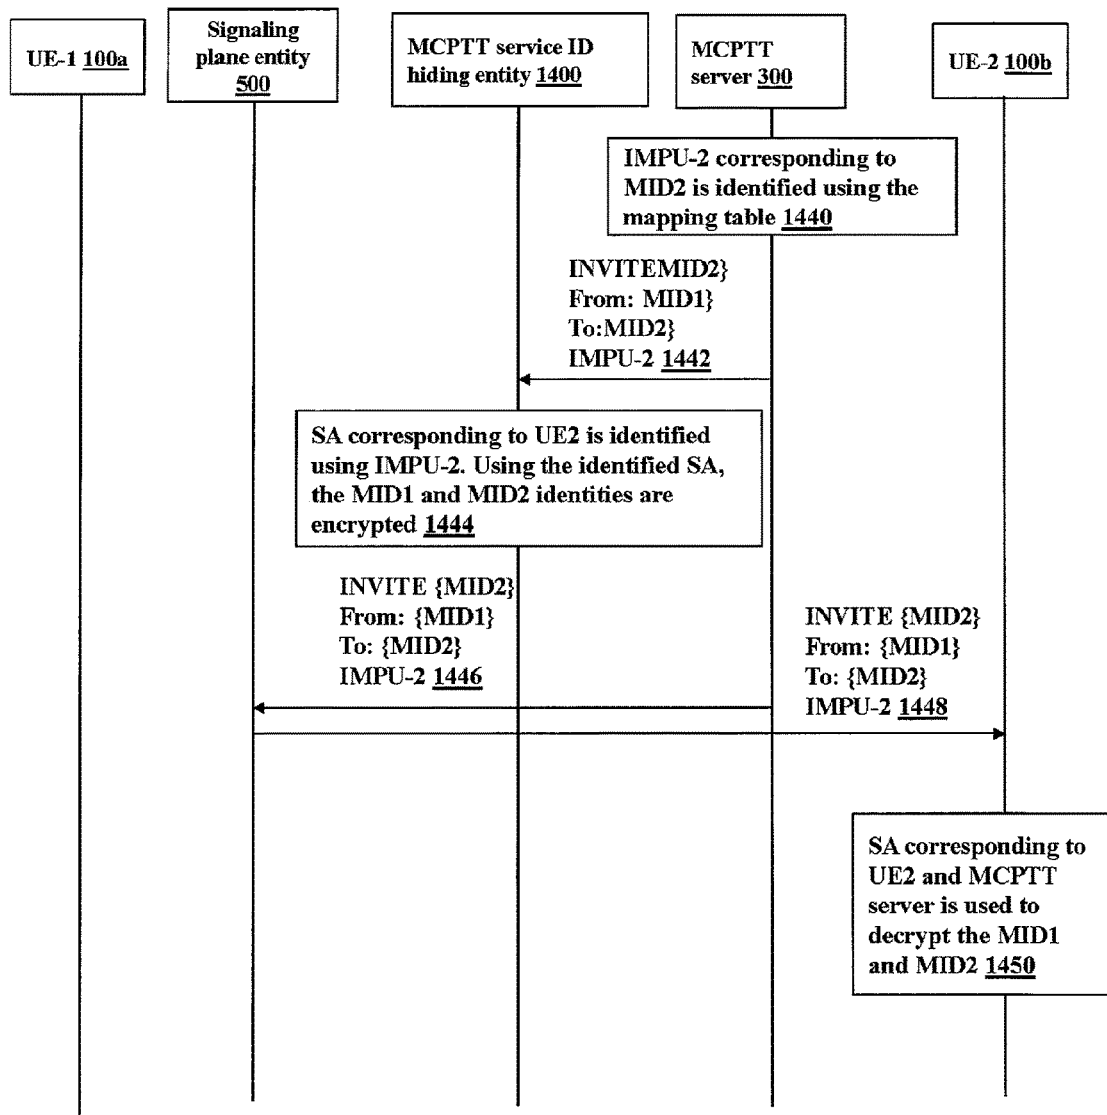 UE-1 100a
Signaling
plane entity
500
MCPTT service ID
hiding entity 1400
MCPTT
server 300
UE-2 100b
IMPU-2 corresponding to
MID2 is identified using the
mapping table 1440
INVITEMID2}
From: MID1}
To:MID2}
IMPU-2 1442
SA corresponding to UE2 is identified
using IMPU-2. Using the identified SA,
the MID1 and MID2 identities are
encrypted 1444
INVITE {MID2}
From: {MID1}
To: {MID2}
IMPU-2 1446
INVITE {MID2}
From: {MID1}
To: {MID2}
IMPU-2 1448
SA corresponding to
UE2 and MCPTT
server is used to
decrypt the MID1
and MID2 1450